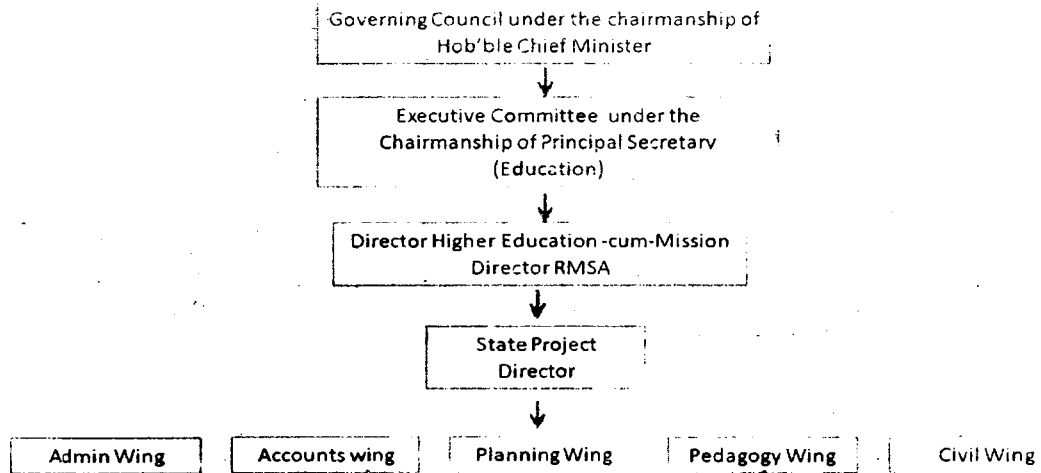 Governing Council under the chairmanship of
Hob'ble Chief Minister
Executive Committee under the
Chairmanship of Principal Secretary
(Education)
Director Higher Education -cum-Mission
Director RMSA
State Project
Director
Admin Wing
Accounts wing
Planning Wing
Pedagogy Wing
Civil Wing